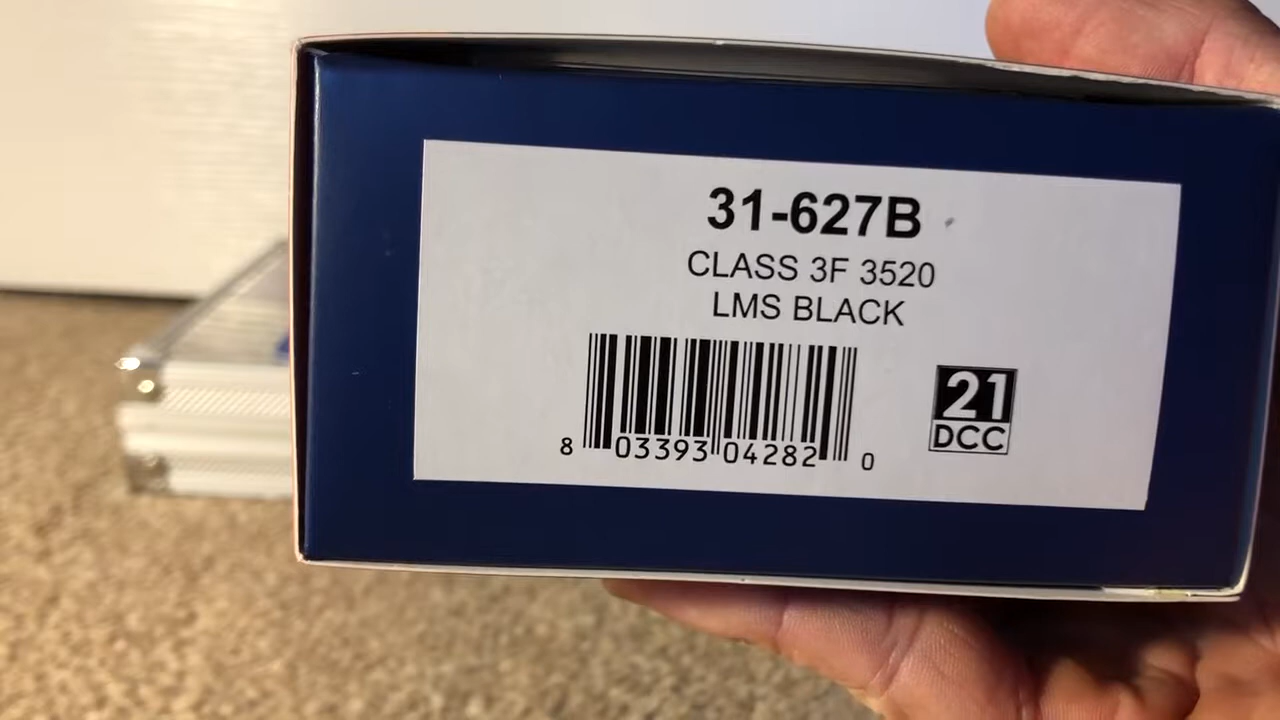 31-627B
CLASS 3F 3520
LMS BLACK
8 03393 04282 0
21
DCC